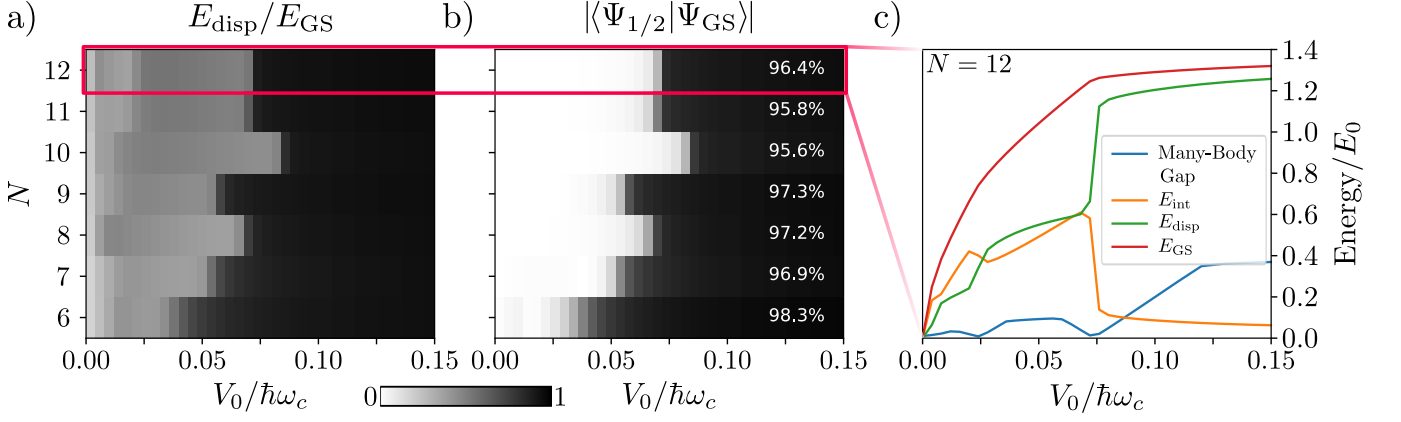 a)
E_disp/E_GS
N
12
11
10
9
8
7
6
0.00
0.05
0.10
0.15
V_0/ℏω_c
0
1
b)
|⟨Ψ_{1/2}|Ψ_GS⟩|
96.4%
95.8%
95.6%
97.3%
97.2%
96.9%
98.3%
0.00
0.05
0.10
0.15
V_0/ℏω_c
c)
N = 12
Many-Body
Gap
E_int
E_disp
E_GS
1.4
1.2
1.0
0.8
0.6
0.4
0.2
0.0
Energy/E_0
0.00
0.05
0.10
0.15
V_0/ℏω_c